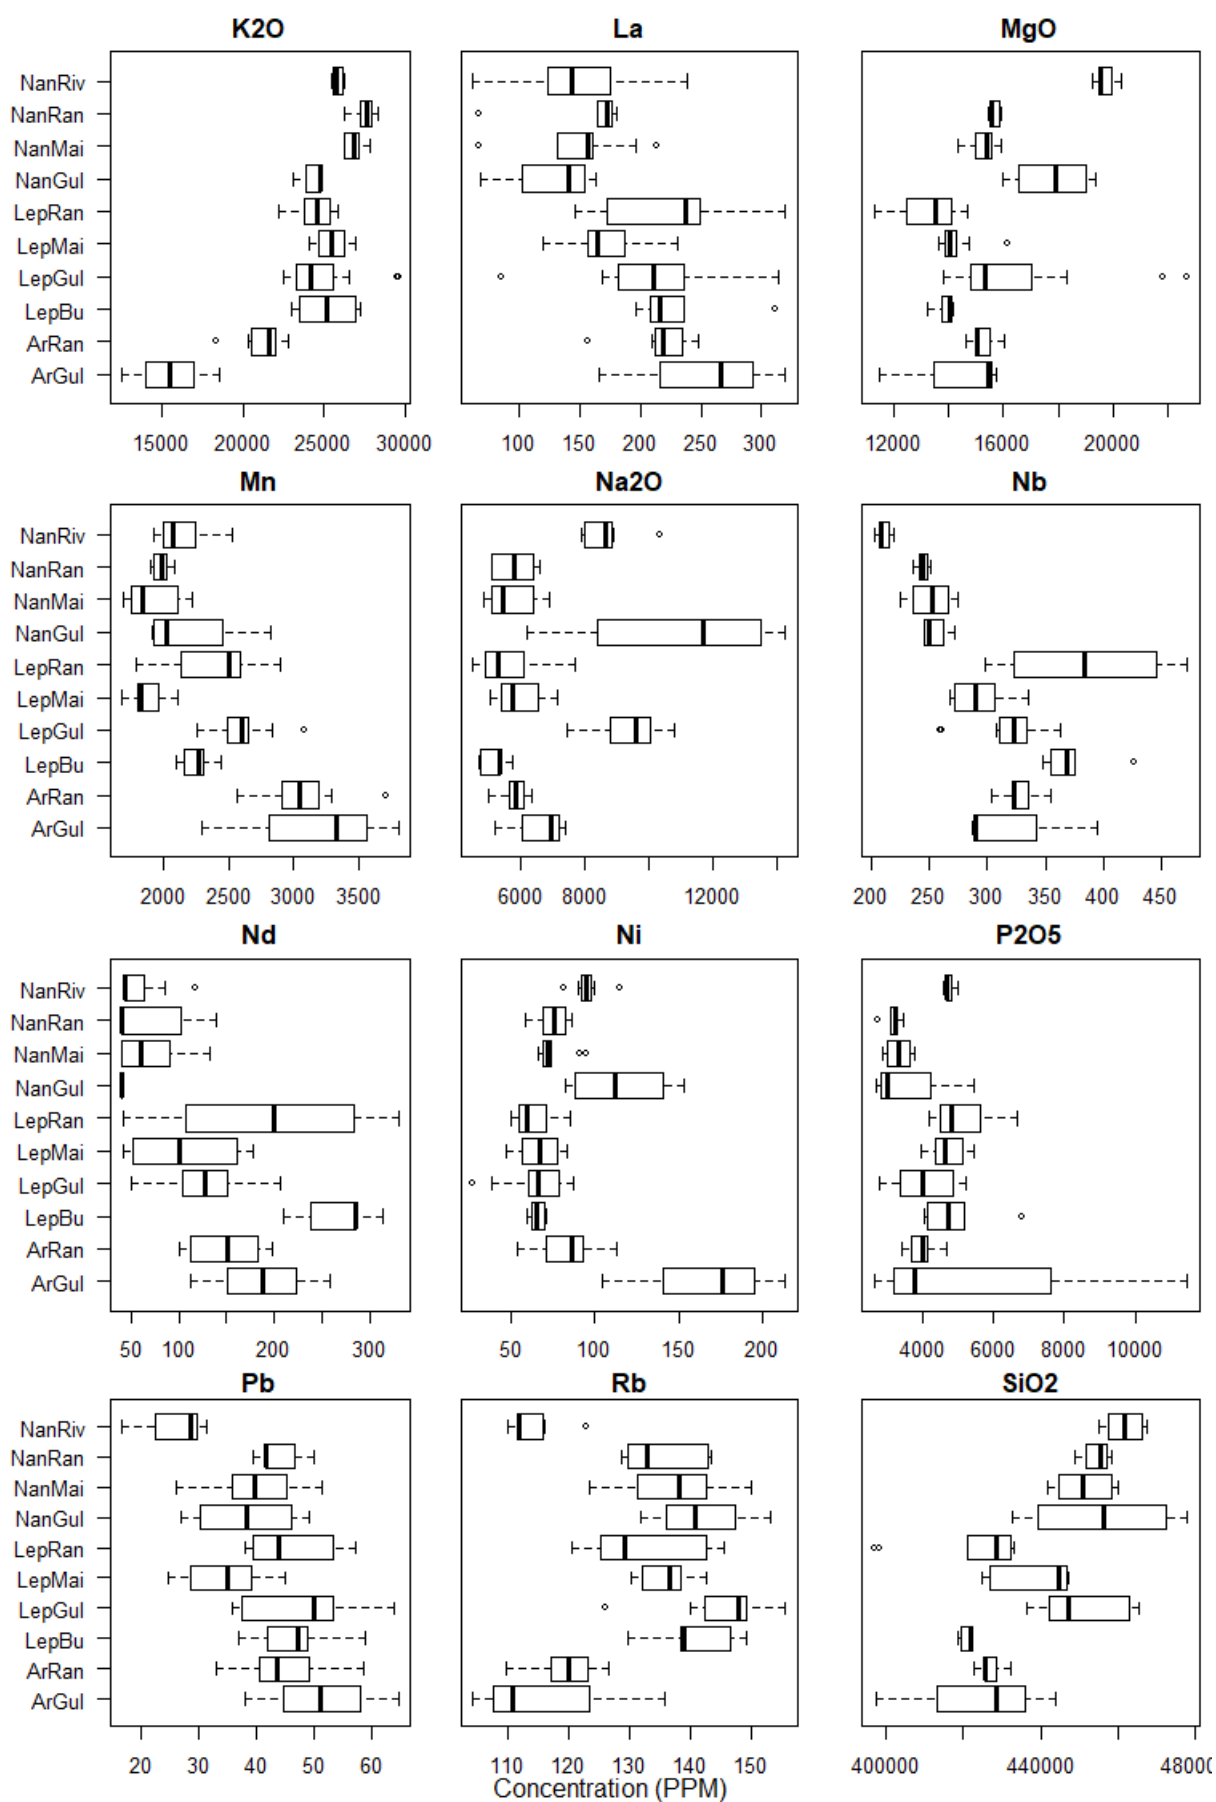 K2O La MgO
NanRiv
NanRan
NanMai
NanGul
LepRan
LepMai
LepGul
LepBu
ArRan
ArGul
15000 20000 25000 30000 100 150 200 250 300 12000 16000 20000
Mn Na2O Nb
NanRiv
NanRan
NanMai
NanGul
LepRan
LepMai
LepGul
LepBu
ArRan
ArGul
2000 2500 3000 3500 6000 8000 12000 200 250 300 350 400 450
Nd Ni P2O5
NanRiv
NanRan
NanMai
NanGul
LepRan
LepMai
LepGul
LepBu
ArRan
ArGul
50 100 200 300 50 100 150 200 4000 6000 8000 10000
Pb Rb SiO2
NanRiv
NanRan
NanMai
NanGul
LepRan
LepMai
LepGul
LepBu
ArRan
ArGul
20 30 40 50 60 110 120 130 140 150 400000 440000 48000
Concentration (PPM)